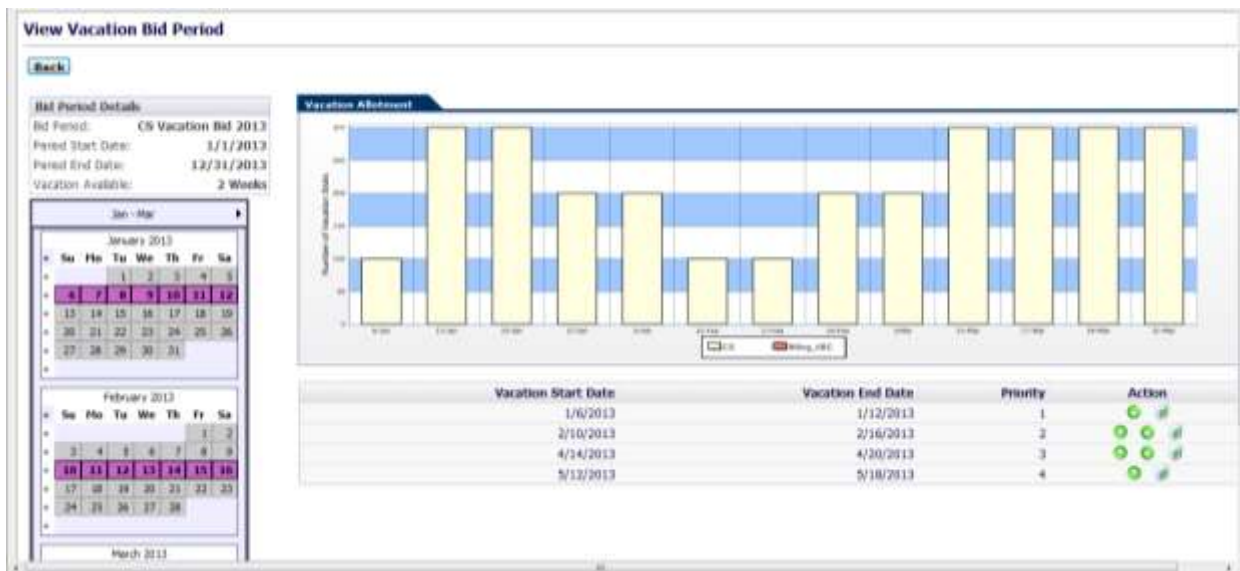 View Vacation Bid Period
Back
Bid Period Details
Bid Period: CS Vacation Bid 2013
Period Start Date: 1/1/2013
Period End Date: 12/31/2013
Vacation Available: 2 Weeks
Jan - Mar
January 2013
Su Mo Tu We Th Fr Sa
1 2 3 4 5
6 7 8 9 10 11 12
13 14 15 16 17 18 19
20 21 22 23 24 25 26
27 28 29 30 31
February 2013
Su Mo Tu We Th Fr Sa
1 2
3 4 5 6 7 8 9
10 11 12 13 14 15 16
17 18 19 20 21 22 23
24 25 26 27 28
March 2013
Vacation Allotment
Number of Vacation Slots
CS
Vacation Start Date Vacation End Date Priority Action
1/6/2013 1/12/2013 1
2/10/2013 2/16/2013 2
4/14/2013 4/20/2013 3
5/12/2013 5/18/2013 4